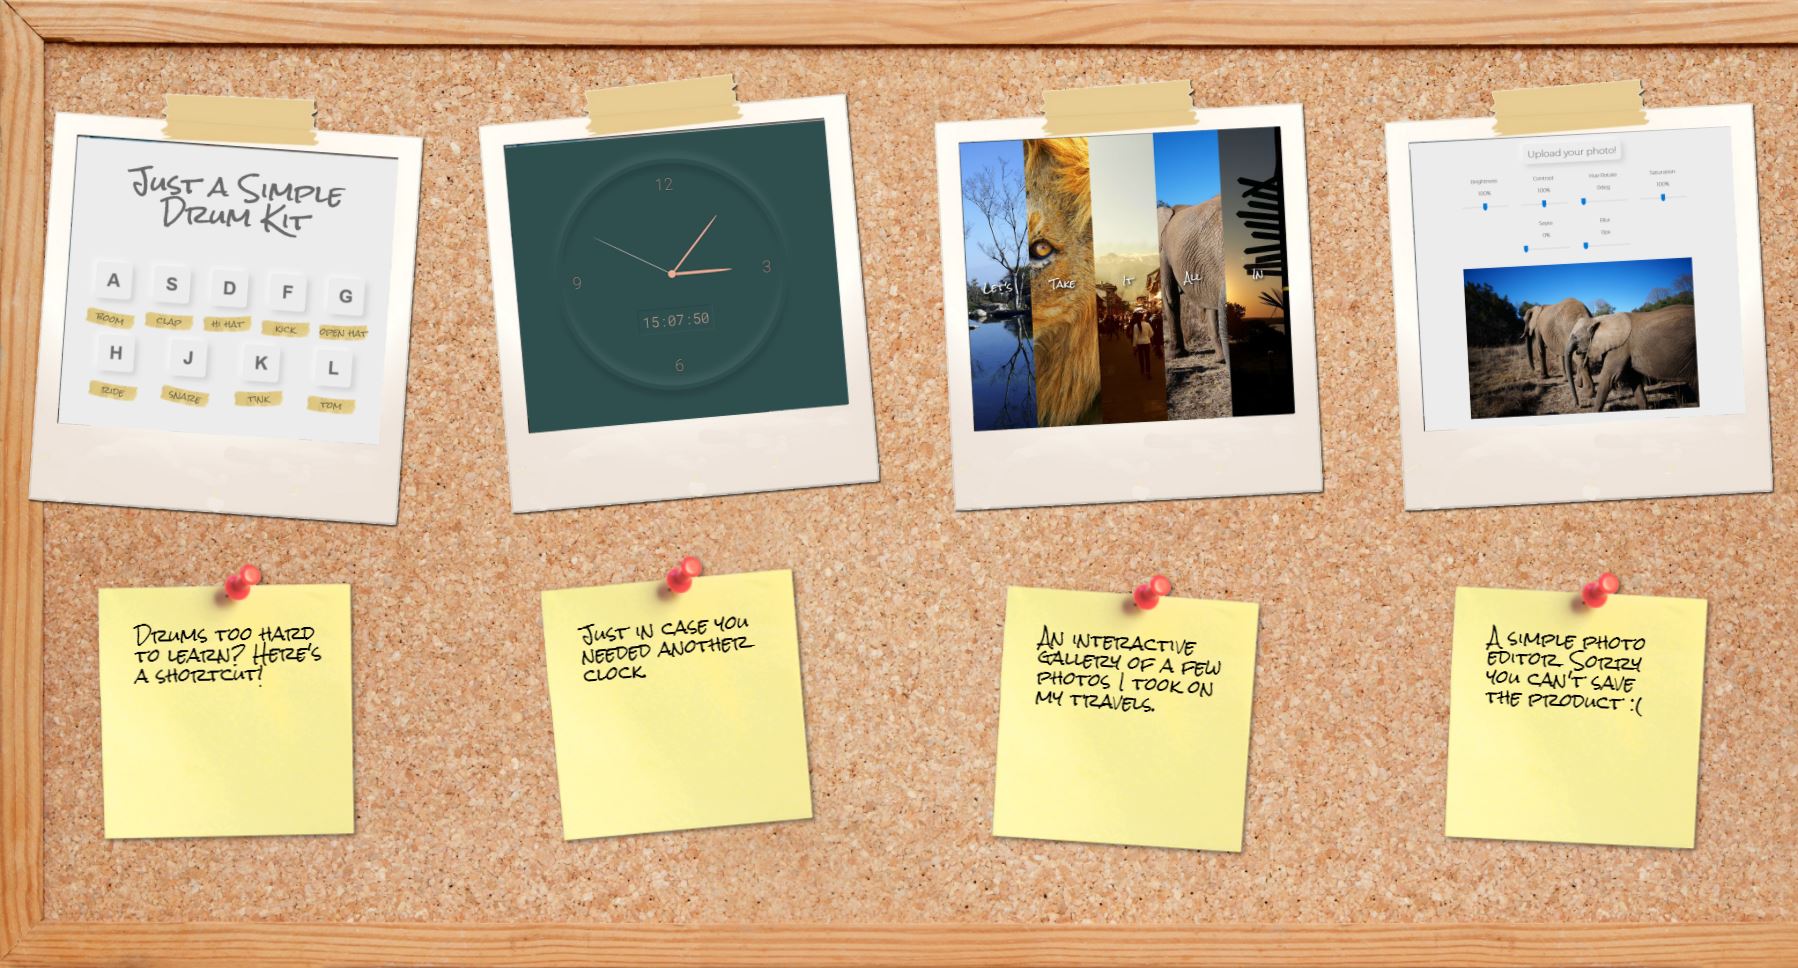 Just a Simple
Drum Kit
A S D F G
BOOM CLAP HI HAT KICK OPEN HAT
H J K L
RIDE SNARE TINK TOM
12
9 3
15:07:50
6
Let's Take It All In
Upload your photo!
Brightness Contrast Hue Rotate Saturation
100% 100% 0deg 100%
Sepia Blur
0% 0px
Drums too hard
to learn? Here's
a shortcut!
Just in case you
needed another
clock.
An interactive
gallery of a few
photos I took on
my travels.
A simple photo
editor. Sorry
you can't save
the product :(